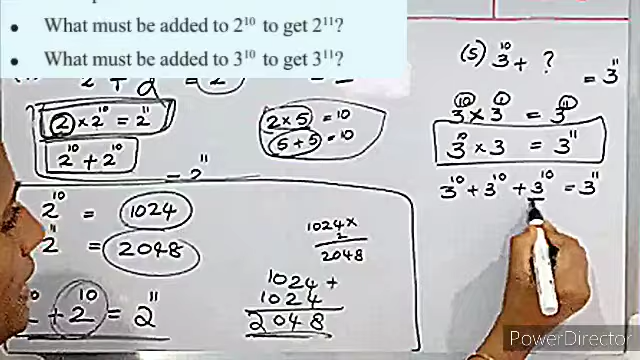 • What must be added to 2¹⁰ to get 2¹¹?
• What must be added to 3¹⁰ to get 3¹¹?
2 × 2¹⁰ = 2¹¹
2¹⁰ + 2¹⁰
= 2¹¹
2 × 5 = 10
5 + 5 = 10
2¹⁰ = 1024
2¹¹ = 2048
+ 2¹⁰ = 2¹¹
1024 ×
2
2048
1024 +
1024
2048
(5) 3¹⁰ + ?
= 3¹¹
3¹⁰ × 3¹ = 3¹¹
3¹⁰ × 3 = 3¹¹
3¹⁰ + 3¹⁰ + 3¹⁰ = 3¹¹
PowerDirector